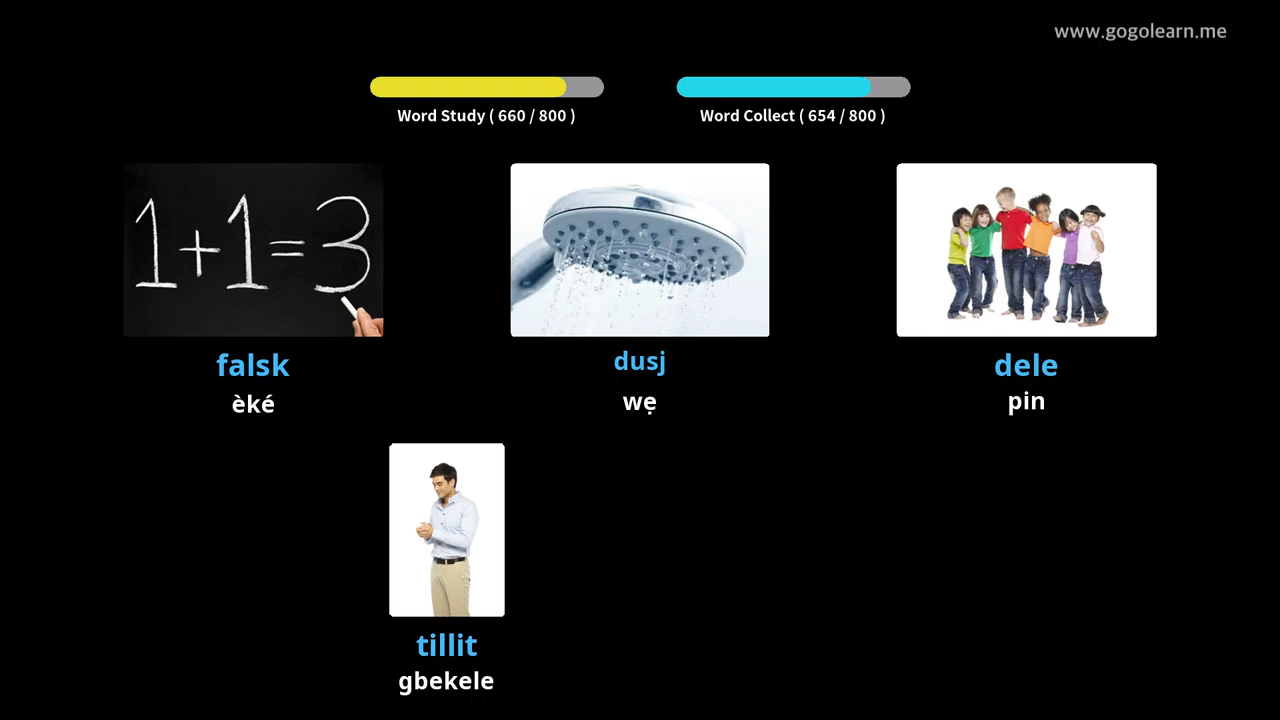 www.gogolearn.me
Word Study ( 660 / 800 )
Word Collect ( 654 / 800 )
1+1=3
falsk
èké
dusj
wẹ
dele
pin
tillit
gbekele